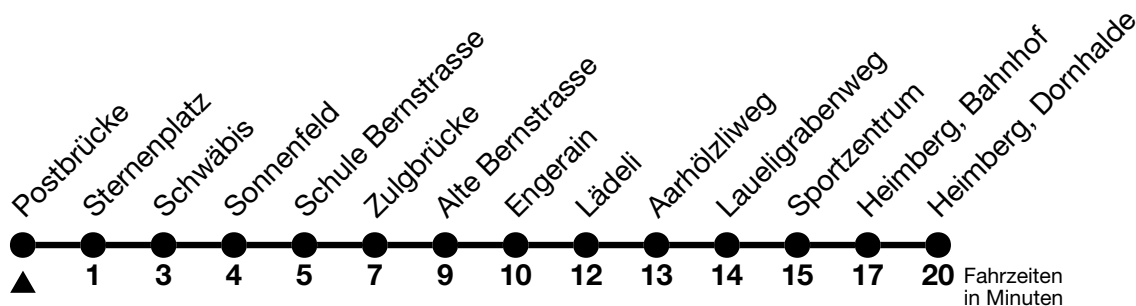 Postbrücke
Sternenplatz
Schwäbis
Sonnenfeld
Schule Bernstrasse
Zulgbrücke
Alte Bernstrasse
Engerain
Lädeli
Aarhölzliweg
Laueligrabenweg
Sportzentrum
Heimberg, Bahnhof
Heimberg, Dornhalde
1 3 4 5 7 9 10 12 13 14 15 17 20 Fahrzeiten
in Minuten